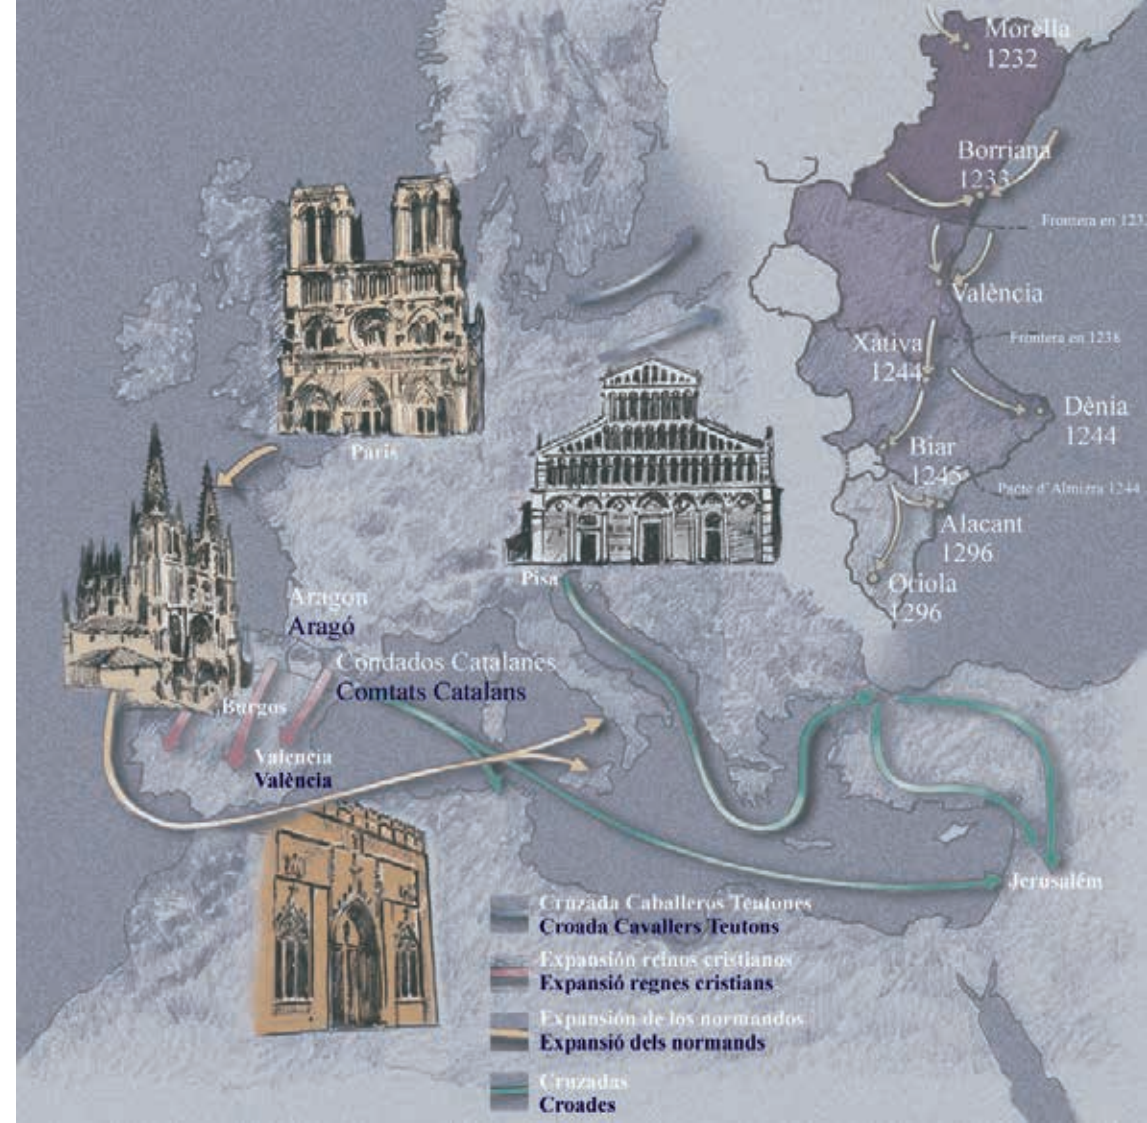 Morella
1232
Borriana
1233
Frontera en 123
València
Frontera en 1238
Xàtiva
1244
Dènia
1244
Biar
1245
Pacte d'Almizra 1244
Alacant
1296
Oriola
1296
Paris
Pisa
Aragon
Aragó
Condados Catalanes
Comtats Catalans
Burgos
Valencia
València
Jerusalém
Cruzada Caballeros Teutones
Croada Cavallers Teutons
Expansión reinos cristianos
Expansió regnes cristians
Expansión de los normandos
Expansió dels normands
Cruzadas
Croades